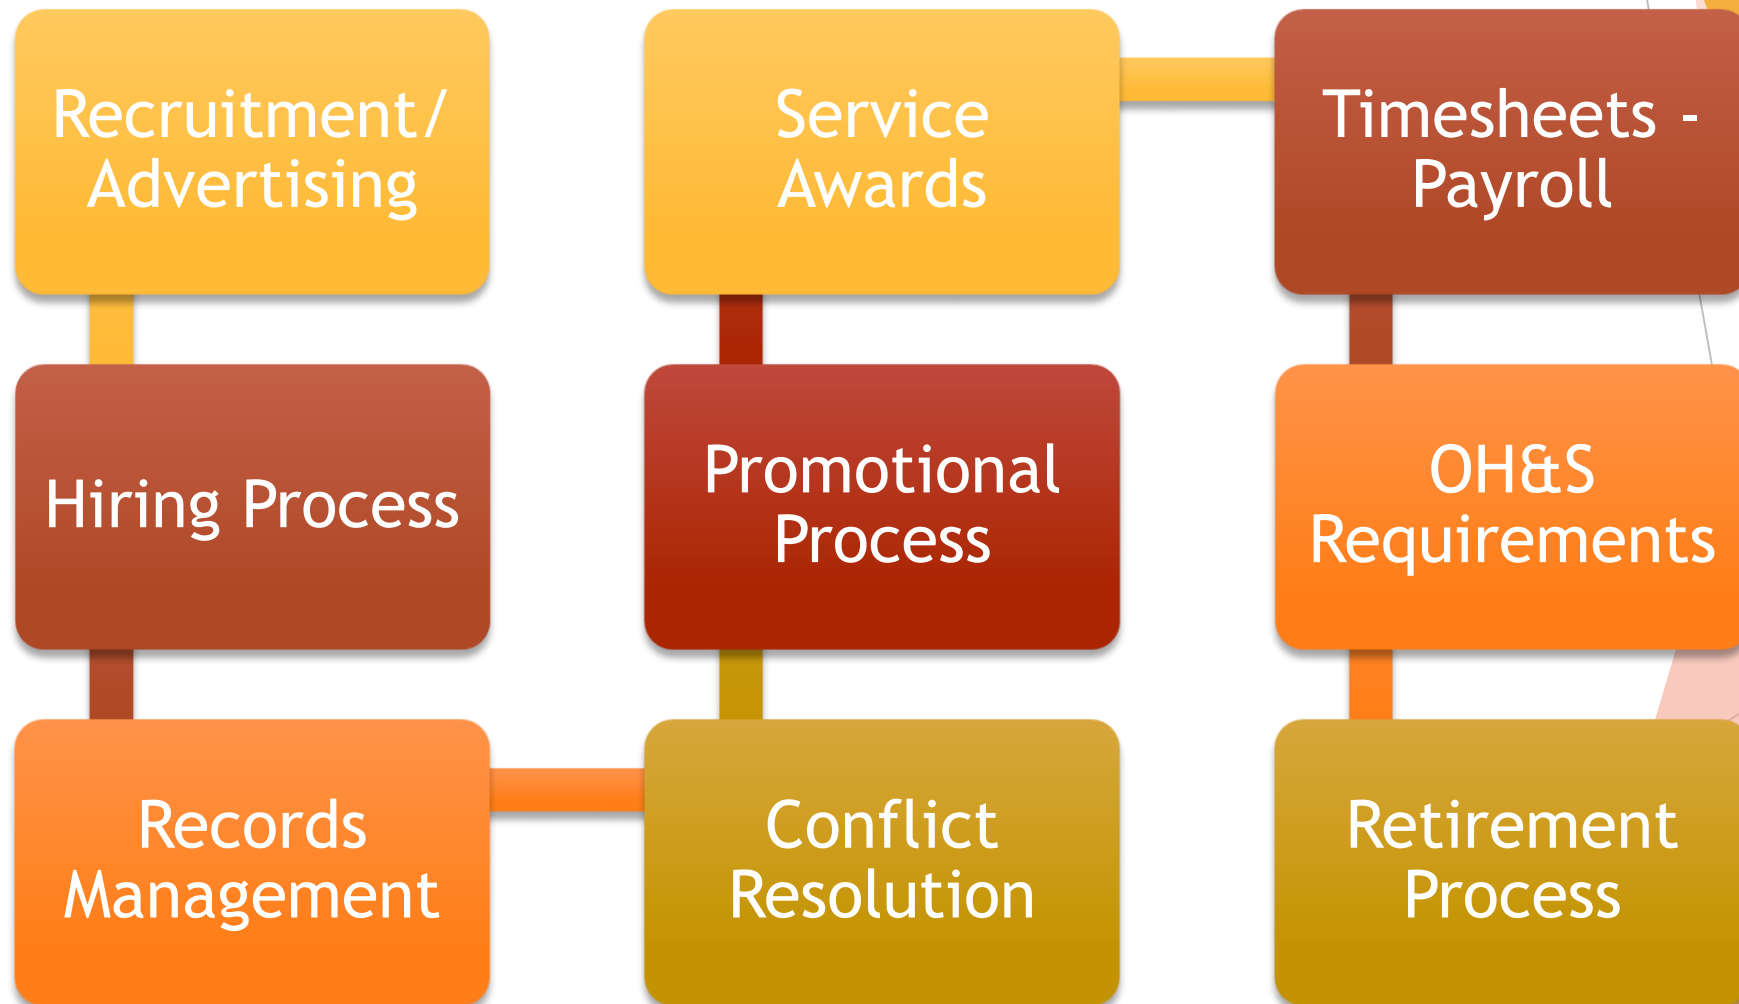 Recruitment/
Advertising
Hiring Process
Records
Management
Conflict
Resolution
Promotional
Process
Service
Awards
Timesheets -
Payroll
OH&S
Requirements
Retirement
Process